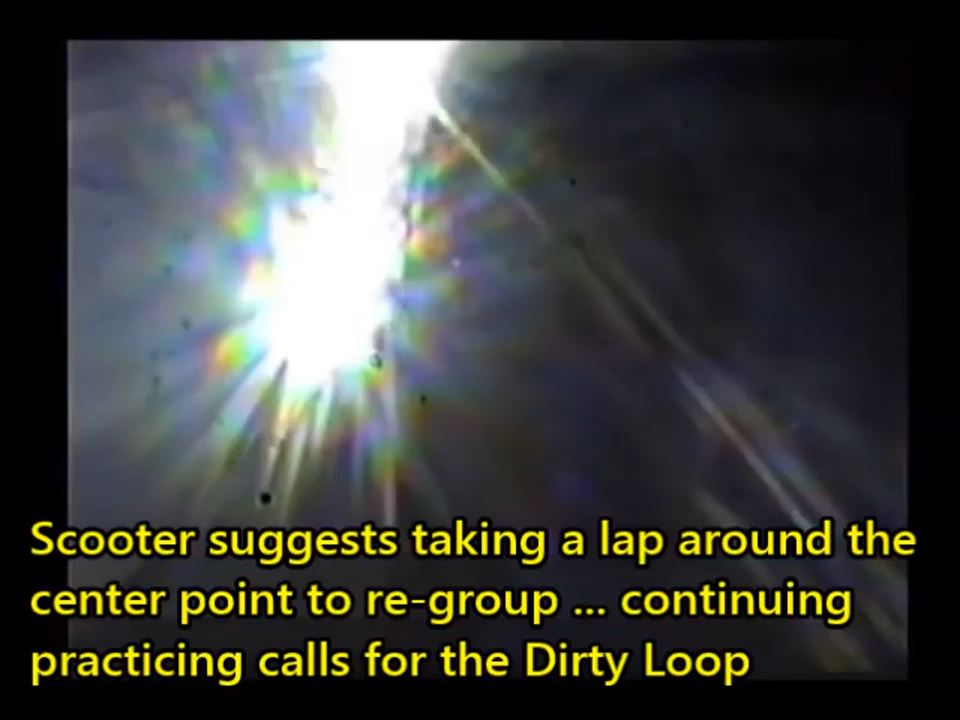 Scooter suggests taking a lap around the
center point to re-group ... continuing
practicing calls for the Dirty Loop